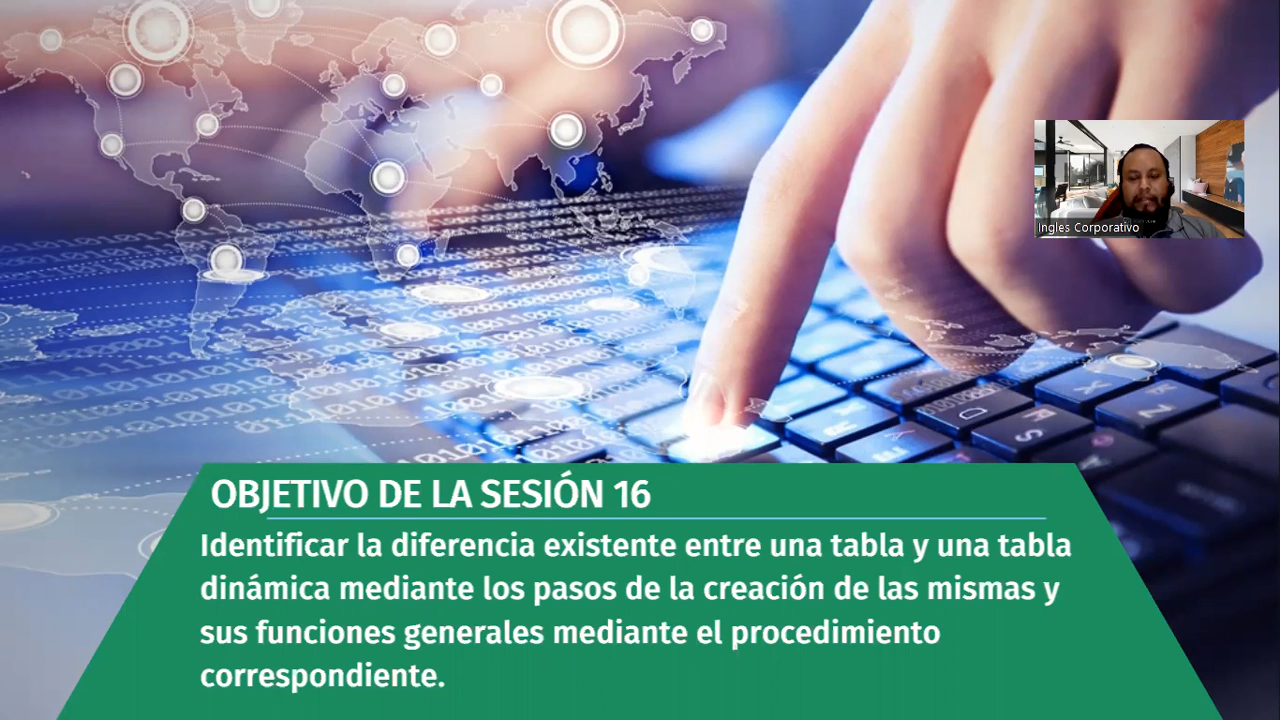 Ingles Corporativo
OBJETIVO DE LA SESIÓN 16
Identificar la diferencia existente entre una tabla y una tabla
dinámica mediante los pasos de la creación de las mismas y
sus funciones generales mediante el procedimiento
correspondiente.